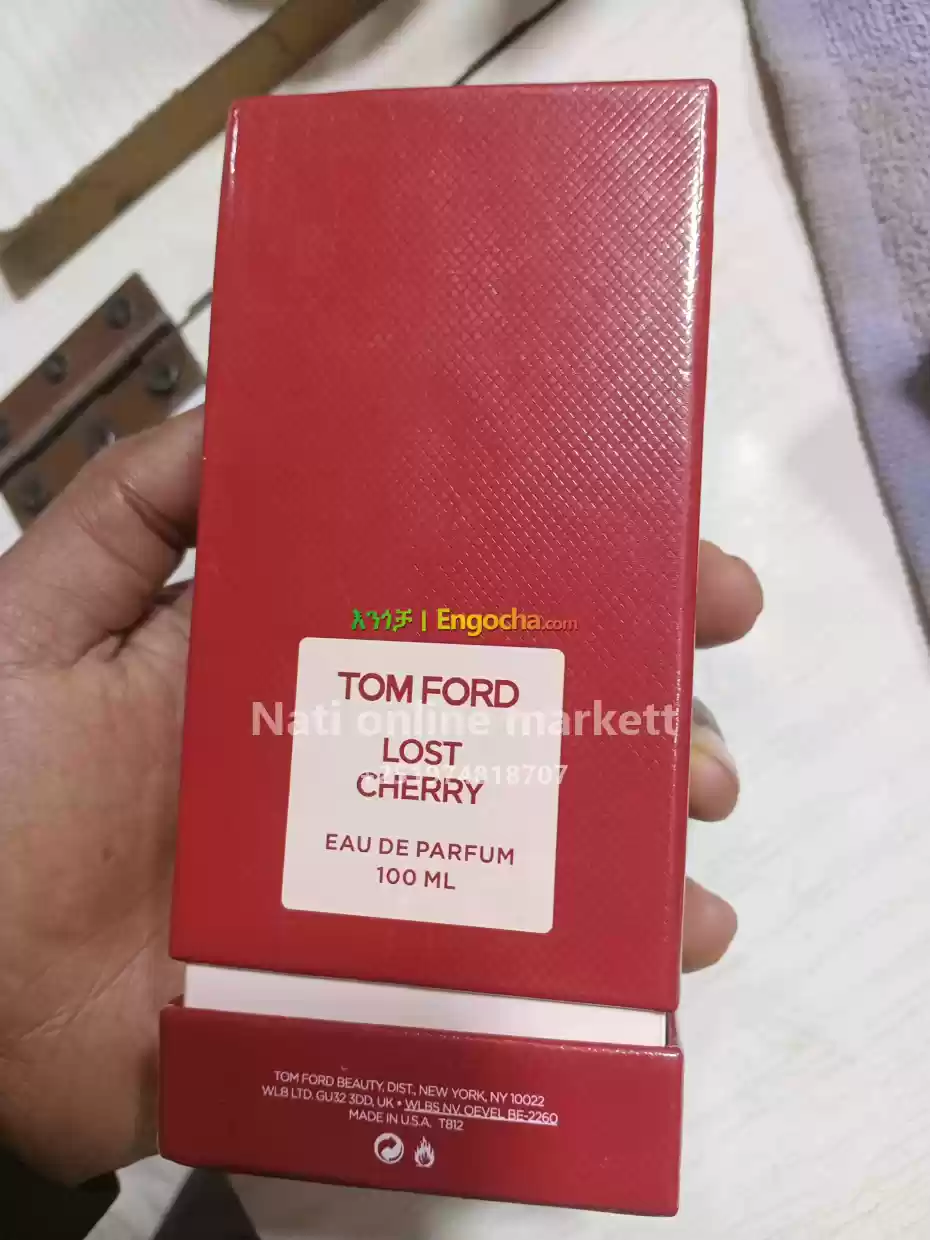 እንጎቻ | Engocha.com
TOM FORD
Nati online markett
LOST
+251974818707
CHERRY
EAU DE PARFUM
100 ML
TOM FORD BEAUTY, DIST., NEW YORK, NY 10022
WLB LTD. GU32 3DD, UK • WLBS NV, OEVEL BE-2260
MADE IN U.S.A. T812